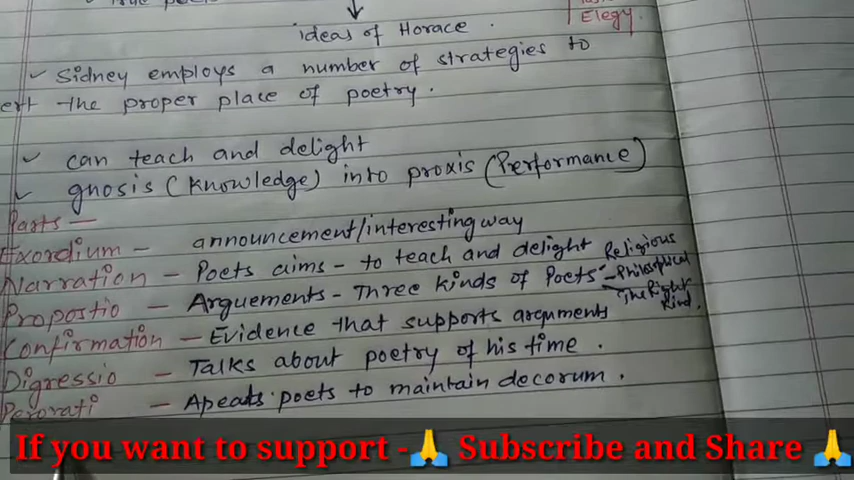 ideas of Horace .
Elegy.
✓ Sidney employs a number of strategies to
ert the proper place of poetry.
✓ can teach and delight
✓ gnosis (knowledge) into proxis (Performance)
Parts —
Exordium - announcement/interesting way
Narration - Poets aims - to teach and delight
Propostio - Arguements - Three kinds of Poets - Religious
- Philosphical
The Right
Kind.
Confirmation - Evidence that supports arguments
Digressio - Talks about poetry of his time .
Perorati - Apeals poets to maintain decorum .
If you want to support -🙏 Subscribe and Share 🙏